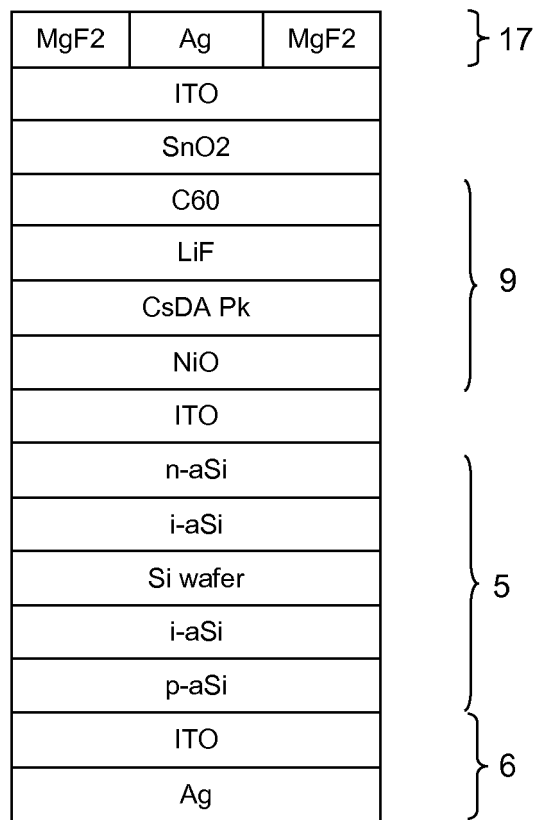 MgF2 Ag MgF2 17
ITO
SnO2
C60
LiF
9
CsDA Pk
NiO
ITO
n-aSi
i-aSi
Si wafer 5
i-aSi
p-aSi
ITO
6
Ag